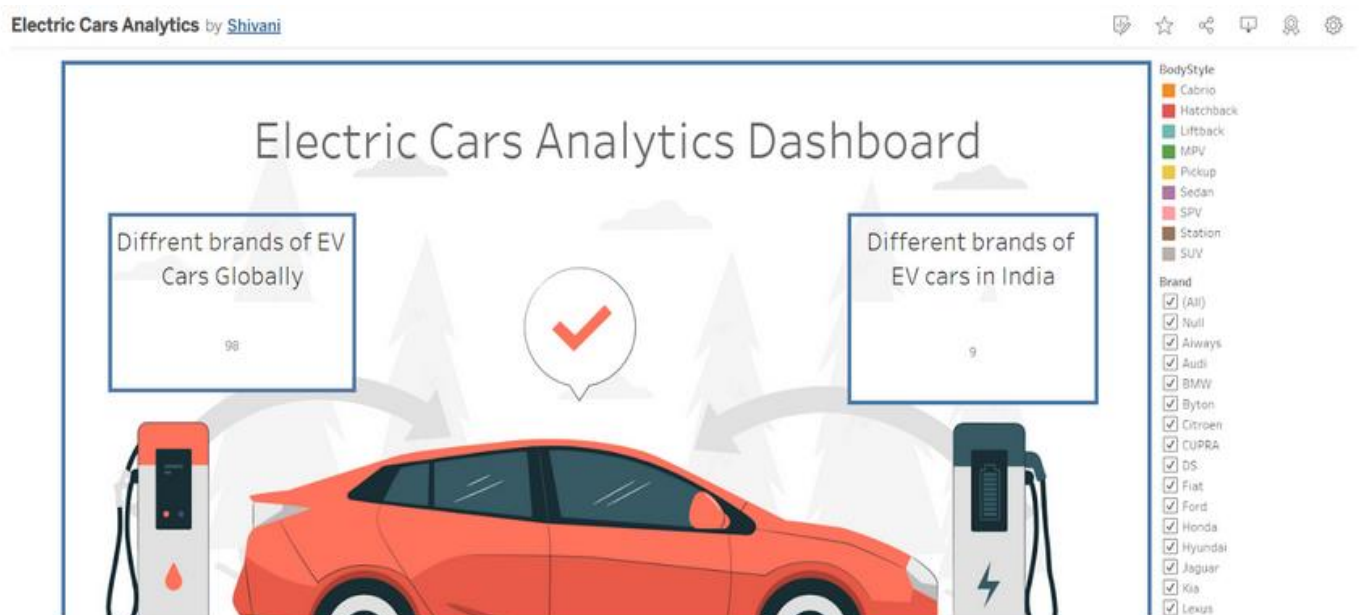 Electric Cars Analytics by Shivani
Electric Cars Analytics Dashboard
Diffrent brands of EV
Cars Globally
98
Different brands of
EV cars in India
9
BodyStyle
Cabrio
Hatchback
Liftback
MPV
Pickup
Sedan
SPV
Station
SUV
Brand
(All)
Null
Aiways
Audi
BMW
Byton
Citroen
CUPRA
DS
Fiat
Ford
Honda
Hyundai
Jaguar
Kia
Lexus